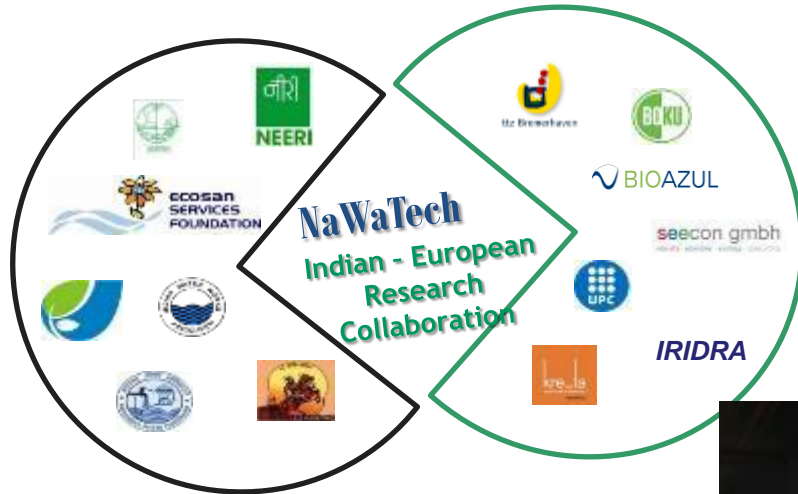 नीरी
NEERI
ecosan
SERVICES
FOUNDATION
NaWaTech
Indian - European
Research
Collaboration
ttz Bremerhaven
BOKU
BIOAZUL
seecon gmbh
UPC
IRIDRA